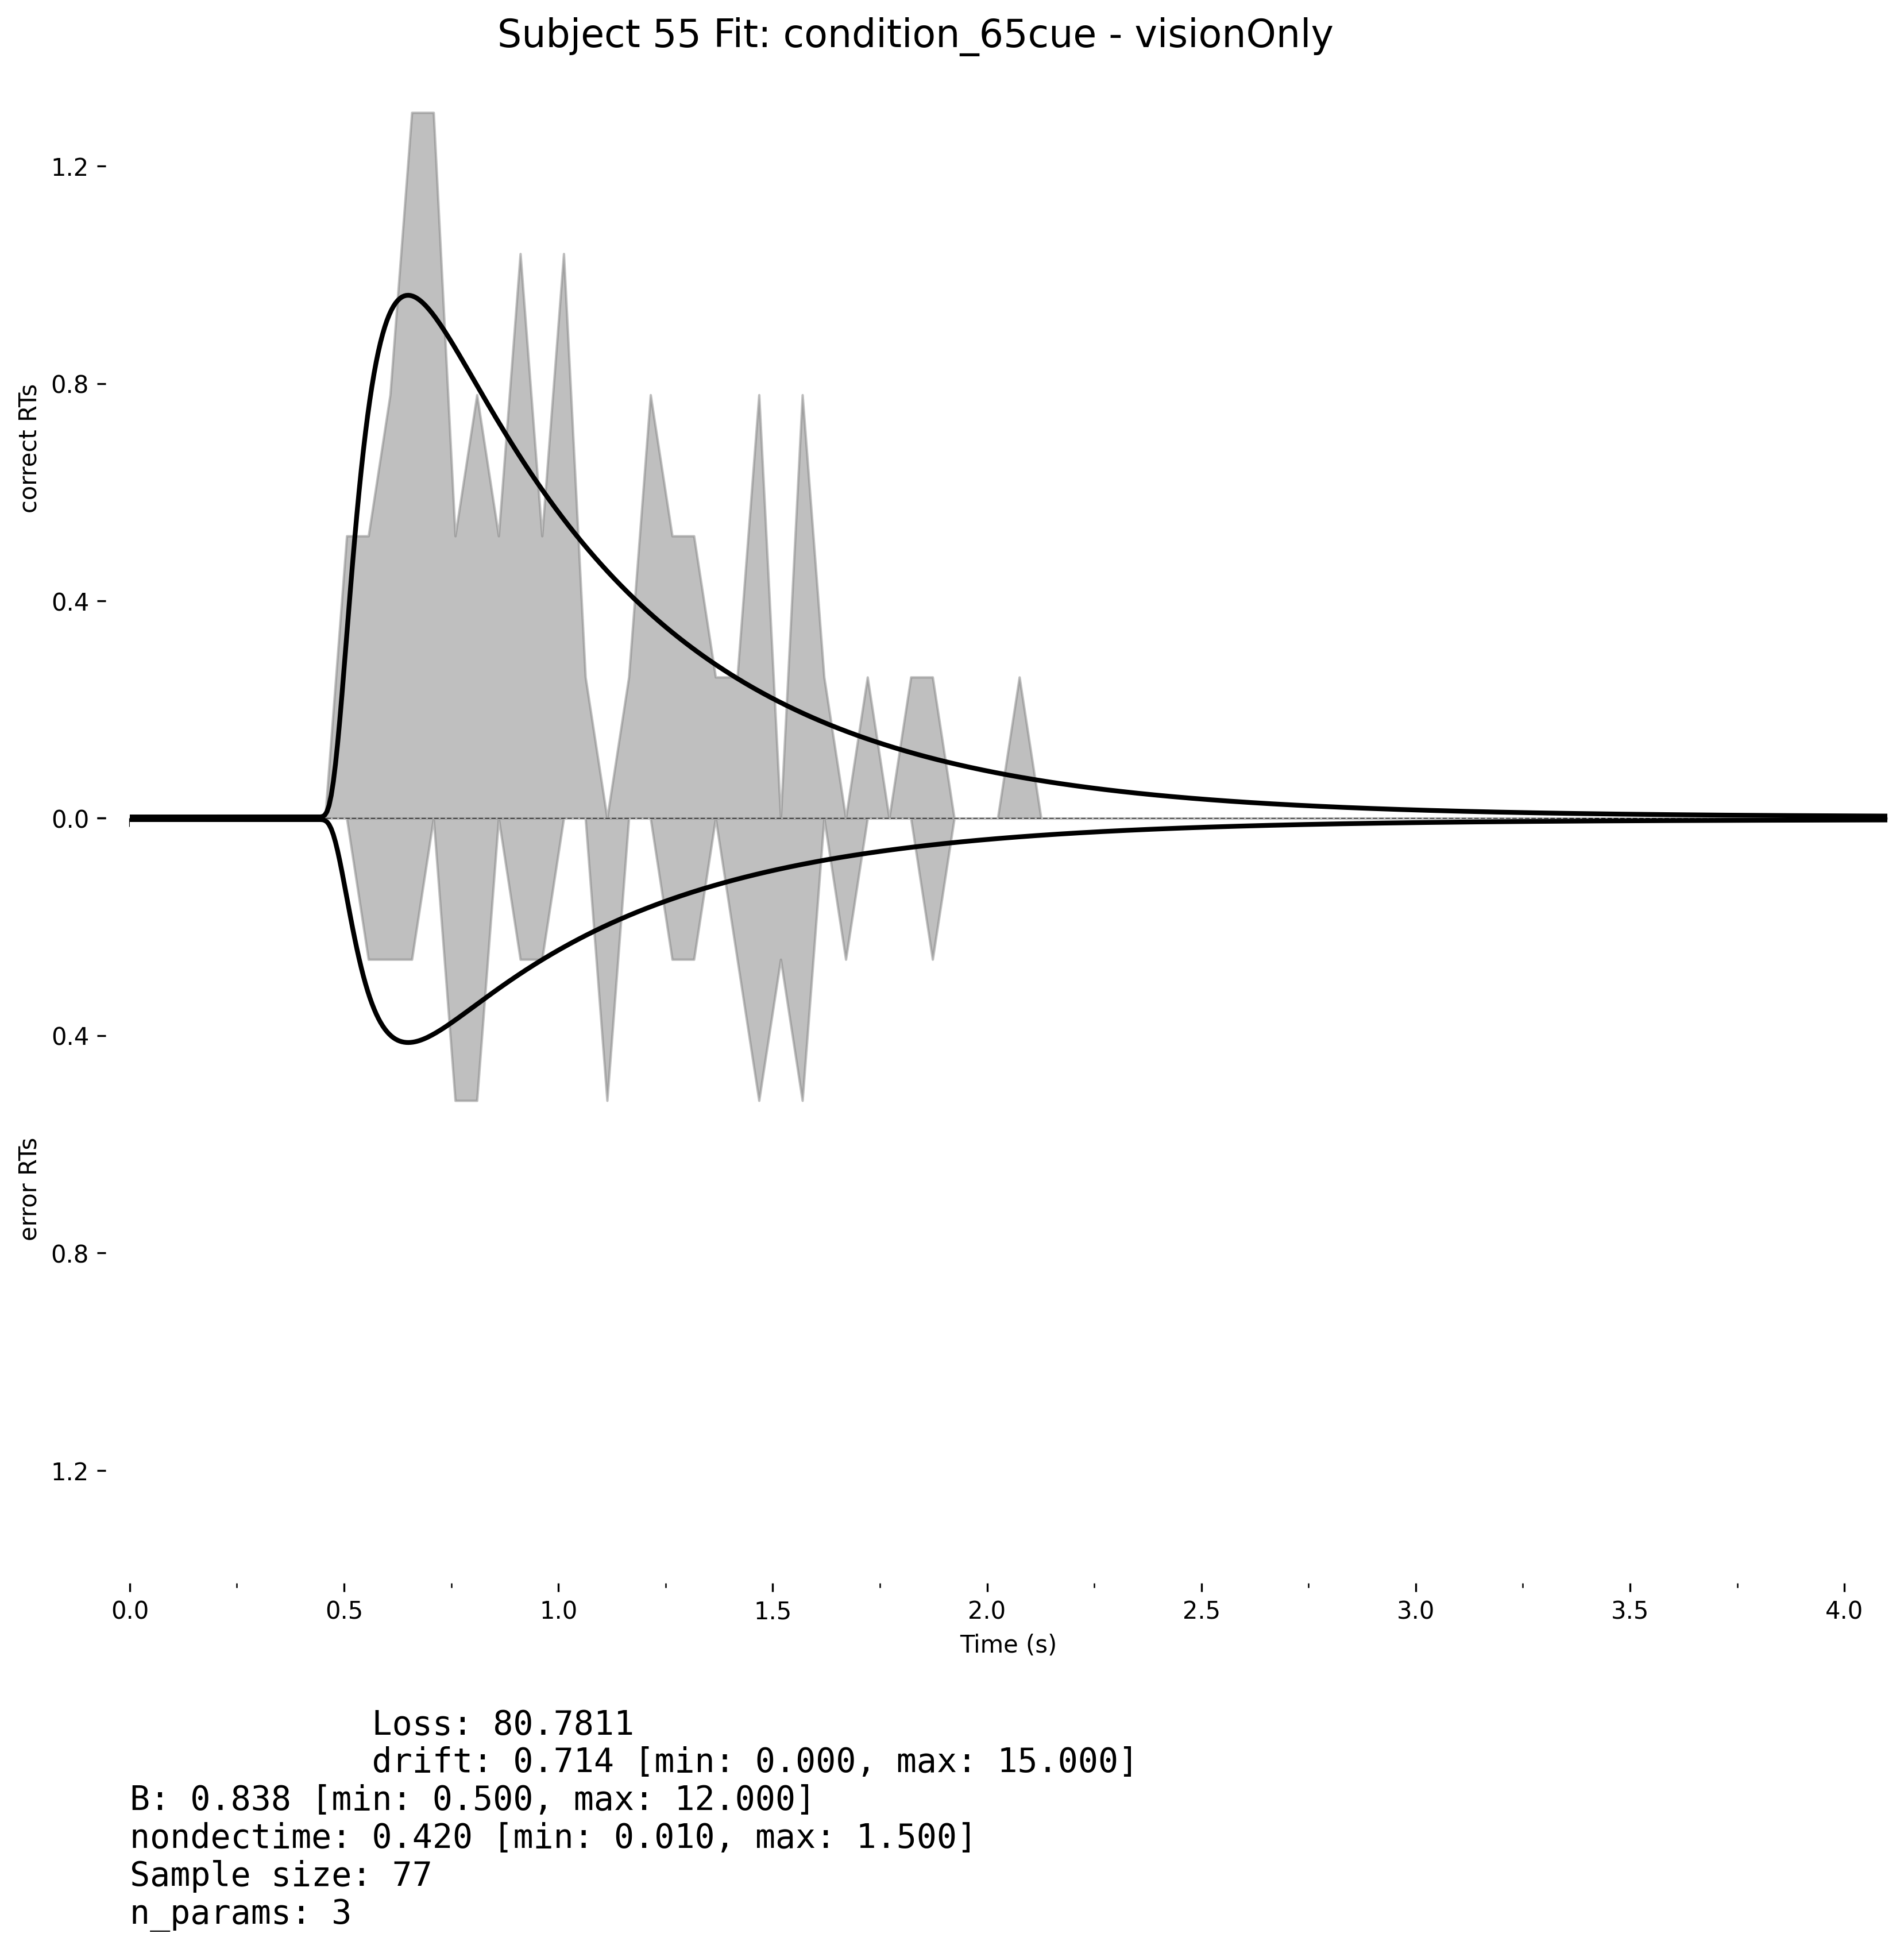 Subject 55 Fit: condition_65cue - visionOnly
correct RTs
1.2
0.8
0.4
0.0
0.4
0.8
1.2
error RTs
0.0 0.5 1.0 1.5 2.0 2.5 3.0 3.5 4.0
Time (s)
Loss: 80.7811
drift: 0.714 [min: 0.000, max: 15.000]
B: 0.838 [min: 0.500, max: 12.000]
nondectime: 0.420 [min: 0.010, max: 1.500]
Sample size: 77
n_params: 3